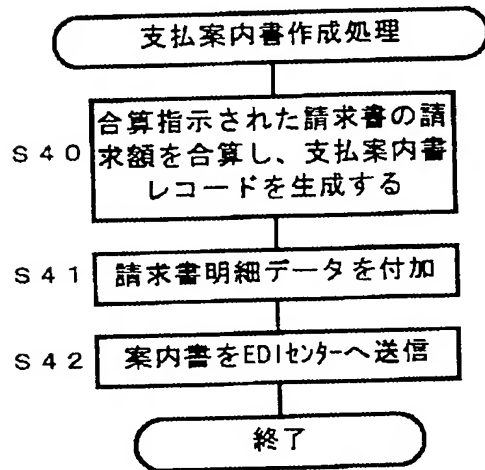 支払案内書作成処理
合算指示された請求書の請
S40 求額を合算し、支払案内書
レコードを生成する
S41 請求書明細データを付加
S42 案内書をEDIセンターへ送信
終了